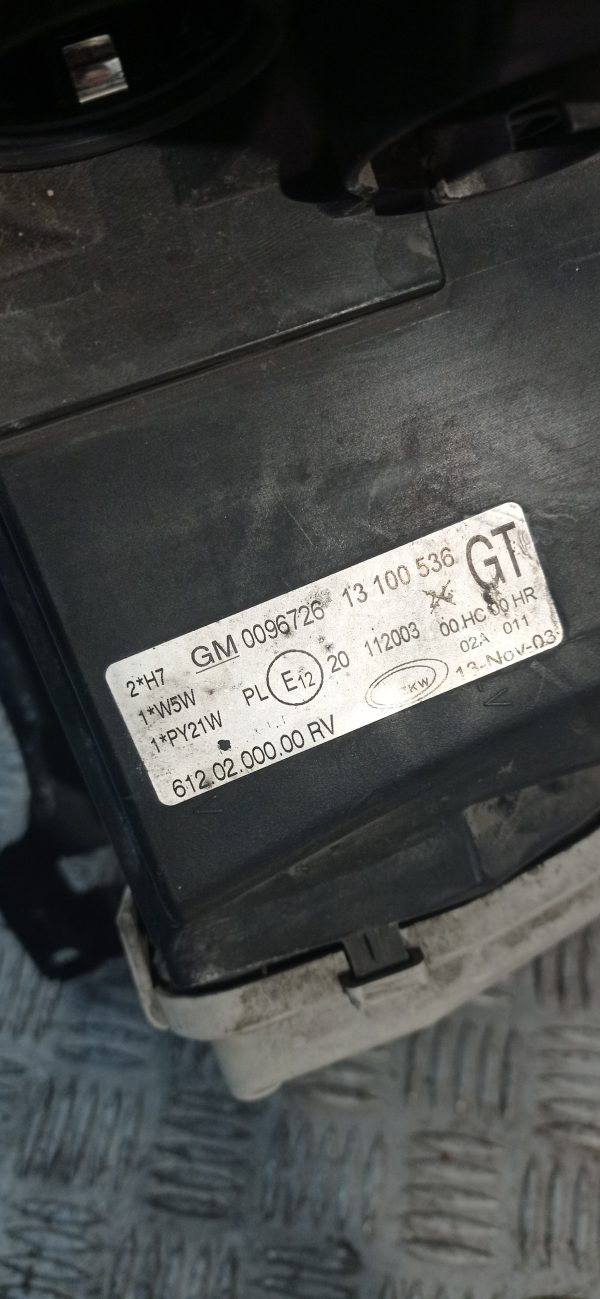 2*H7 GM 0096726 13 100 536 GT
1*W5W PL E12 20 112003 00 HC 00 HR
1*PY21W 02A 011
612.02.000.00 RV 13-Nov-03